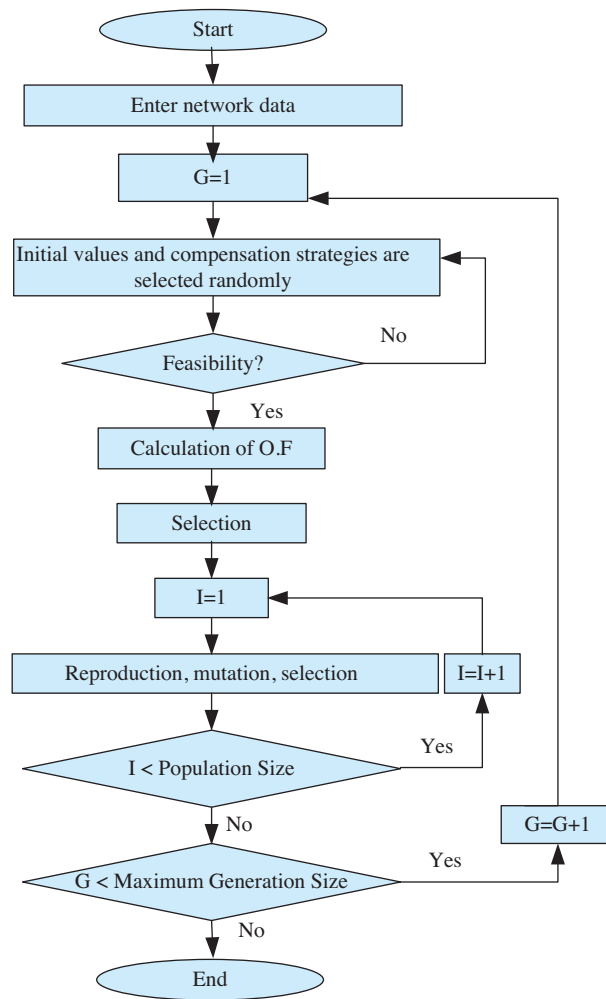 Start
Enter network data
G=1
Initial values and compensation strategies are
selected randomly
No
Feasibility?
Yes
Calculation of O.F
Selection
I=1
Reproduction, mutation, selection
I=I+1
Yes
I < Population Size
No
G=G+1
Yes
G < Maximum Generation Size
No
End